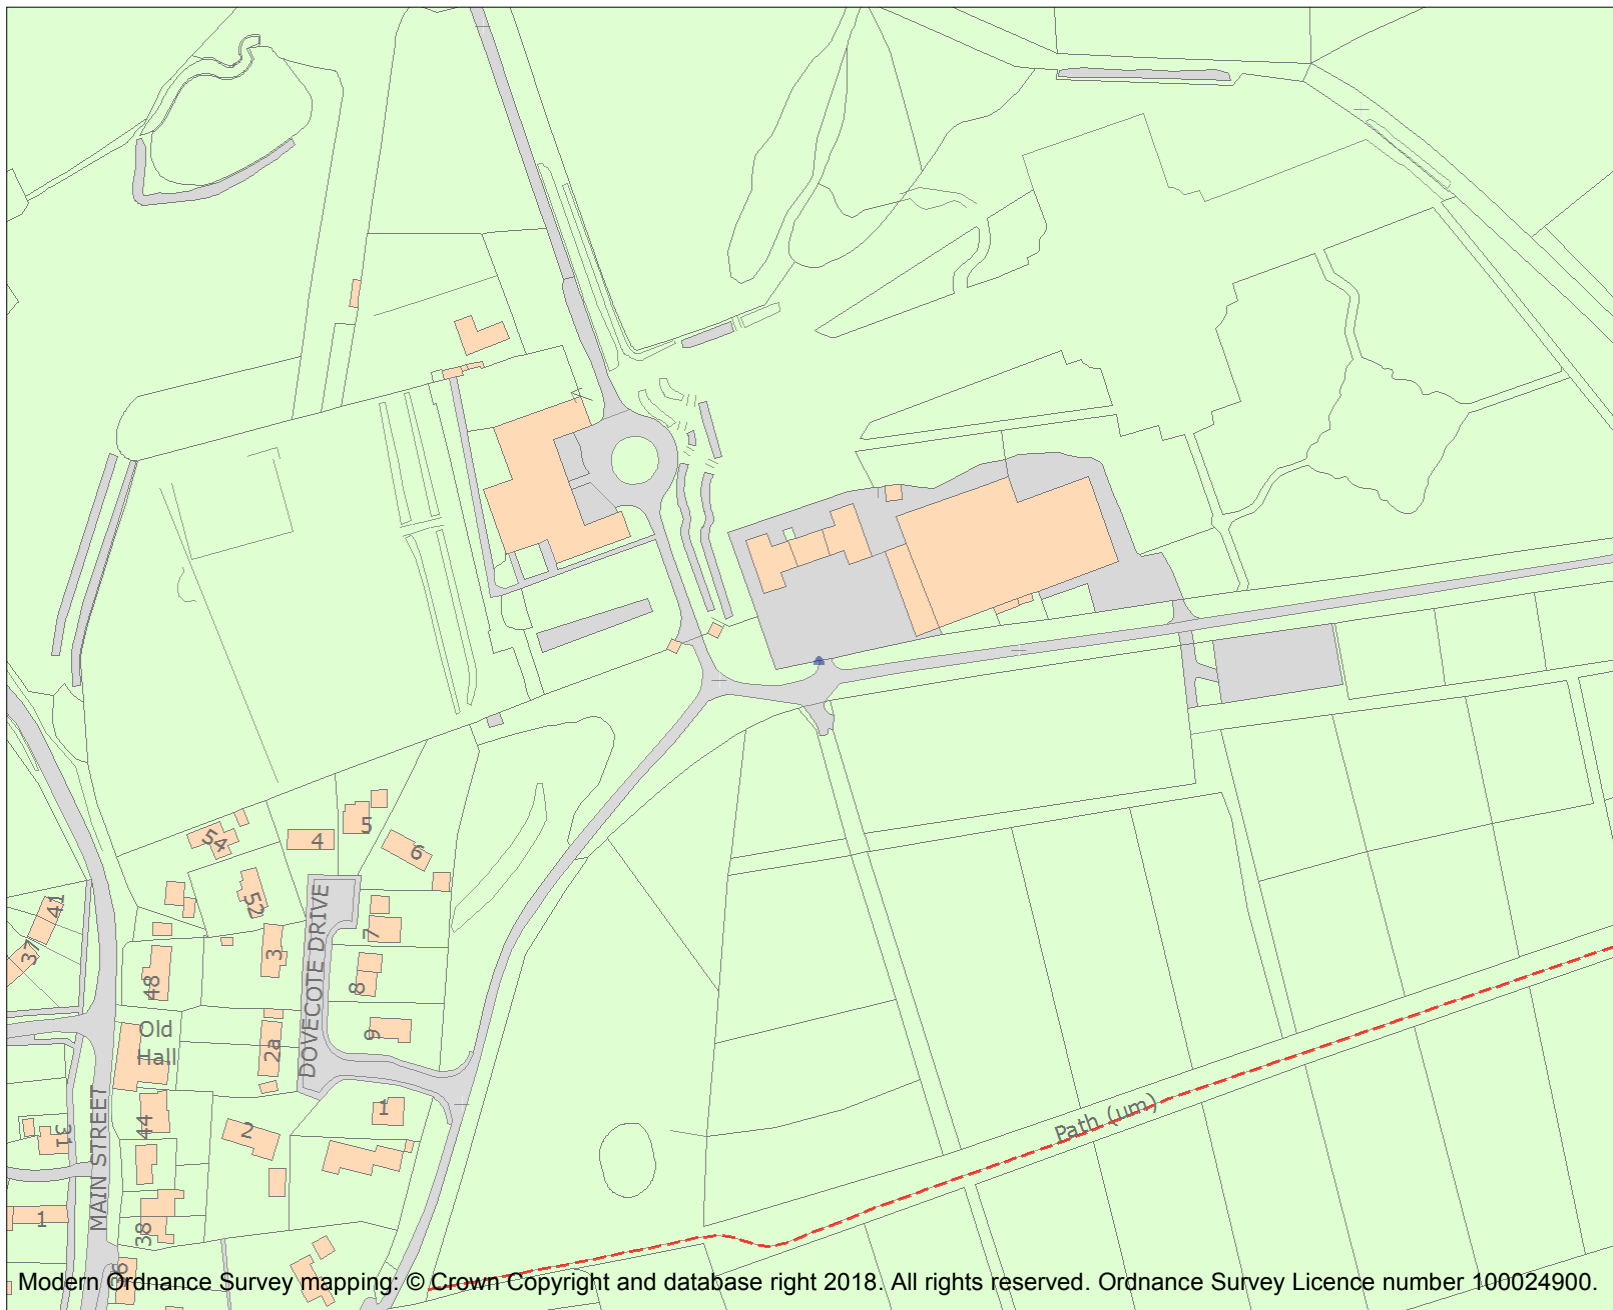 54
4
5
6
52
41
37
7
3
48
8
DOVECOTE DRIVE
9
Old
Hall
2a
1
44
31
2
MAIN STREET
Path (um)
1
38
36
Modern Ordnance Survey mapping: © Crown Copyright and database right 2018. All rights reserved. Ordnance Survey Licence number 100024900.